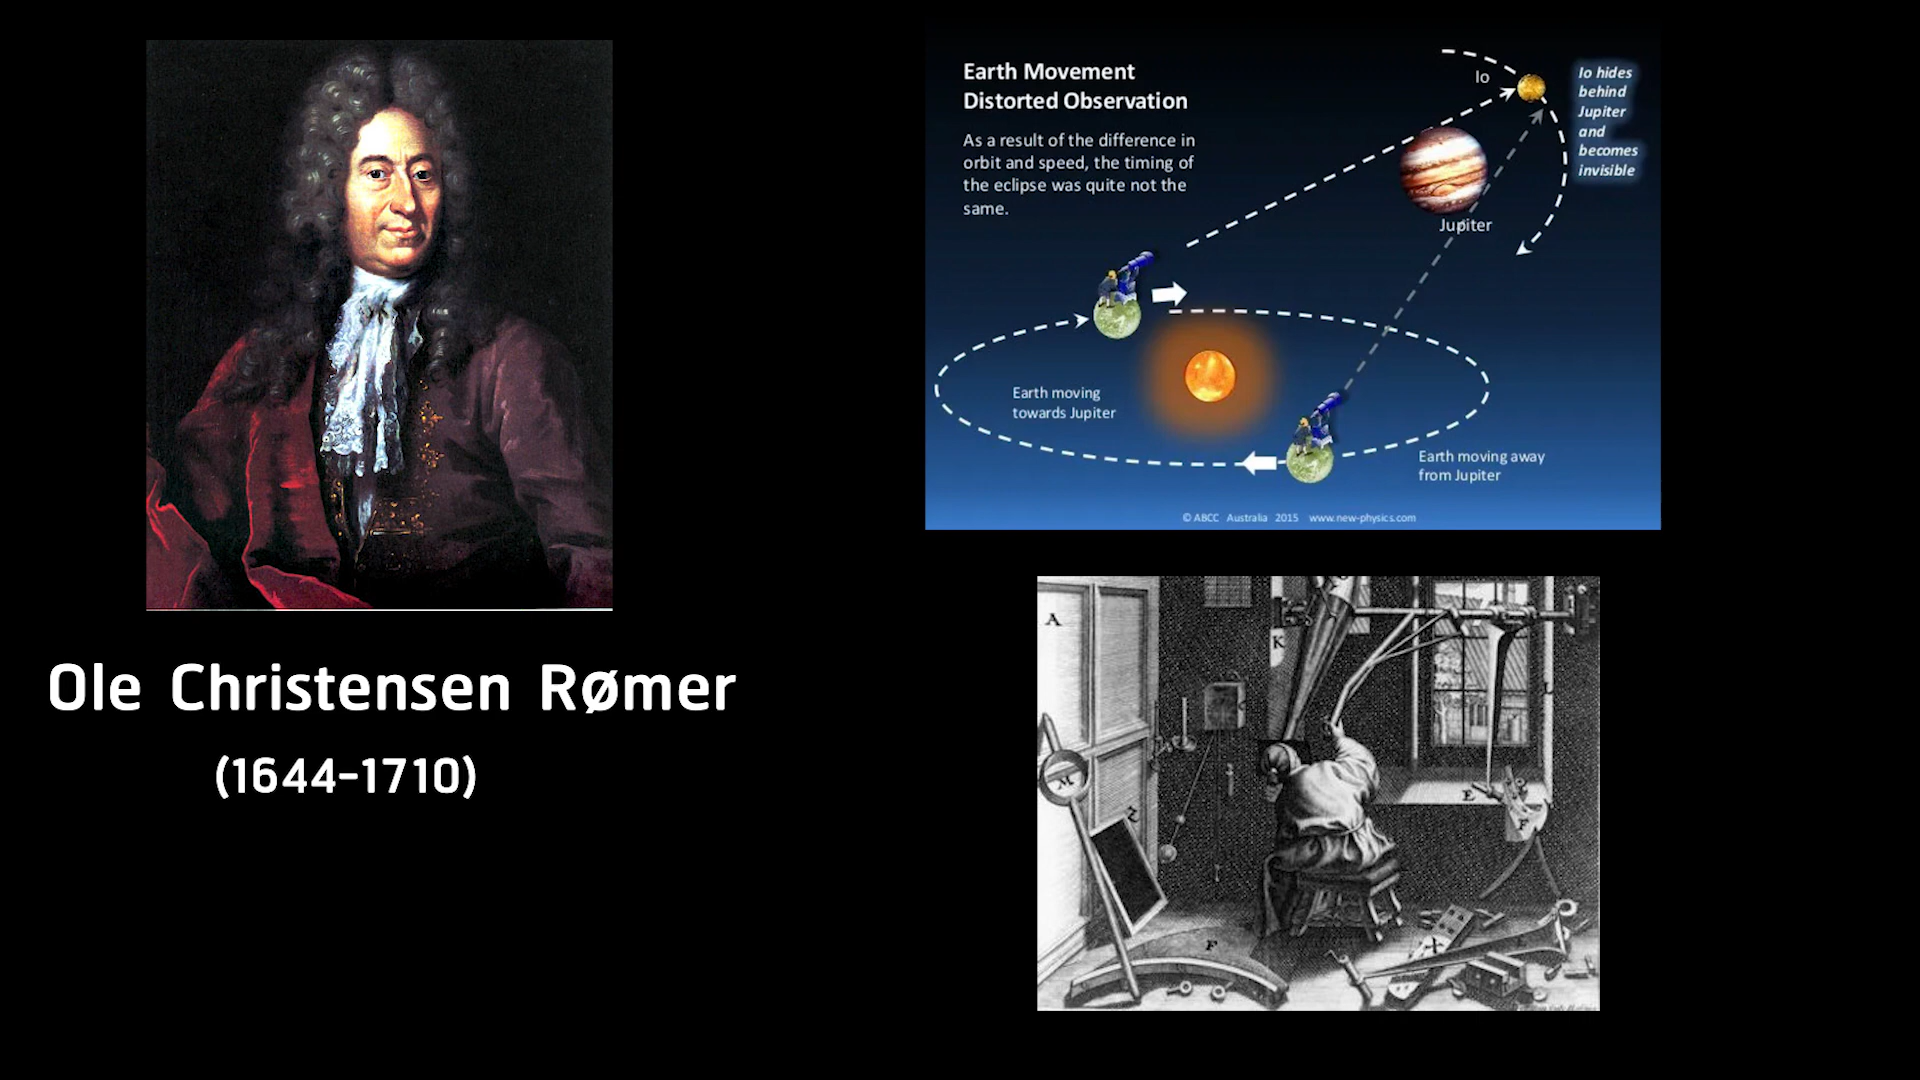 Ole Christensen Rømer
(1644-1710)
Earth Movement
Distorted Observation
As a result of the difference in
orbit and speed, the timing of
the eclipse was quite not the
same.
Io
Io hides
behind
Jupiter
and
becomes
invisible
Jupiter
Earth moving
towards Jupiter
Earth moving away
from Jupiter
© ABCC Australia 2015 www.new-physics.com
A
K
L
M
Z
E
F
F